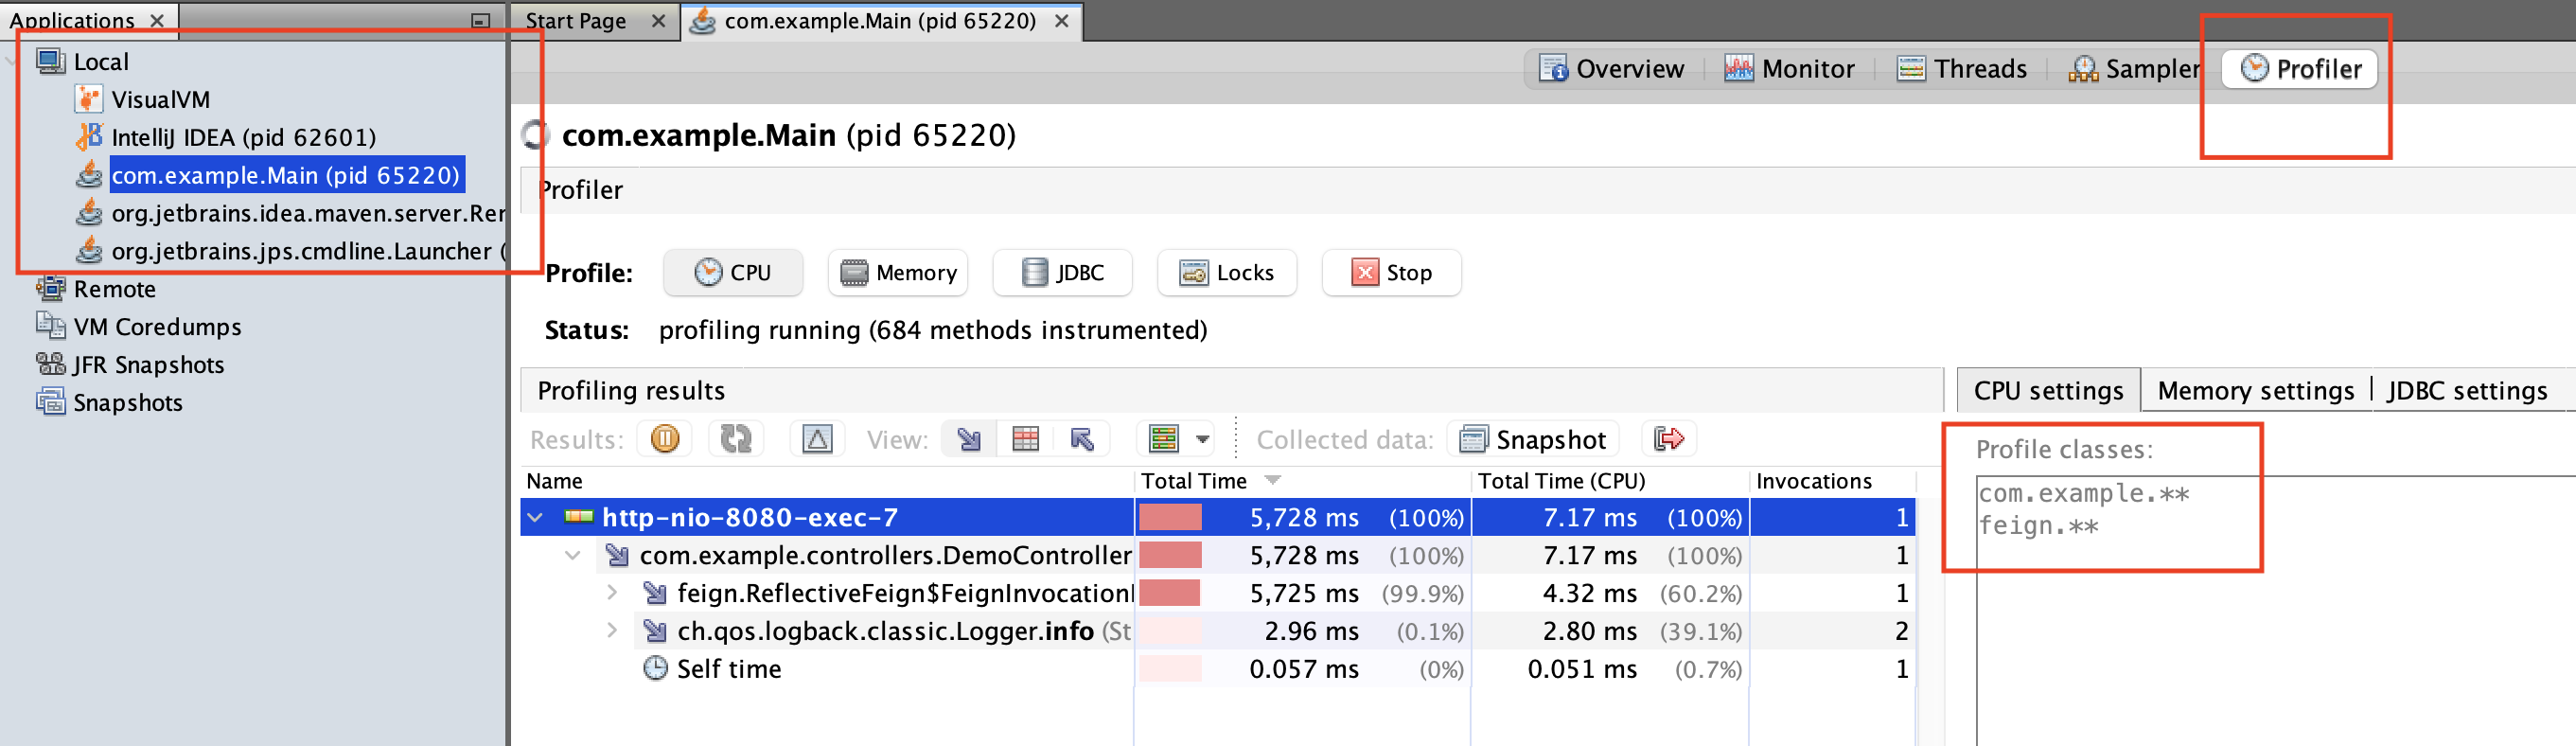 Applications
Start Page
com.example.Main (pid 65220)
Local
VisualVM
IntelliJ IDEA (pid 62601)
com.example.Main (pid 65220)
org.jetbrains.idea.maven.server.Rer
org.jetbrains.jps.cmdline.Launcher (
Remote
VM Coredumps
JFR Snapshots
Snapshots
Overview
Monitor
Threads
Sampler
Profiler
com.example.Main (pid 65220)
Profiler
Profile: CPU Memory JDBC Locks Stop
Status: profiling running (684 methods instrumented)
Profiling results
Results: View: Collected data: Snapshot
Name Total Time Total Time (CPU) Invocations
http-nio-8080-exec-7 5,728 ms (100%) 7.17 ms (100%) 1
com.example.controllers.DemoController 5,728 ms (100%) 7.17 ms (100%) 1
feign.ReflectiveFeign$FeignInvocationI 5,725 ms (99.9%) 4.32 ms (60.2%) 1
ch.qos.logback.classic.Logger.info (St 2.96 ms (0.1%) 2.80 ms (39.1%) 2
Self time 0.057 ms (0%) 0.051 ms (0.7%) 1
CPU settings Memory settings JDBC settings
Profile classes:
com.example.**
feign.**